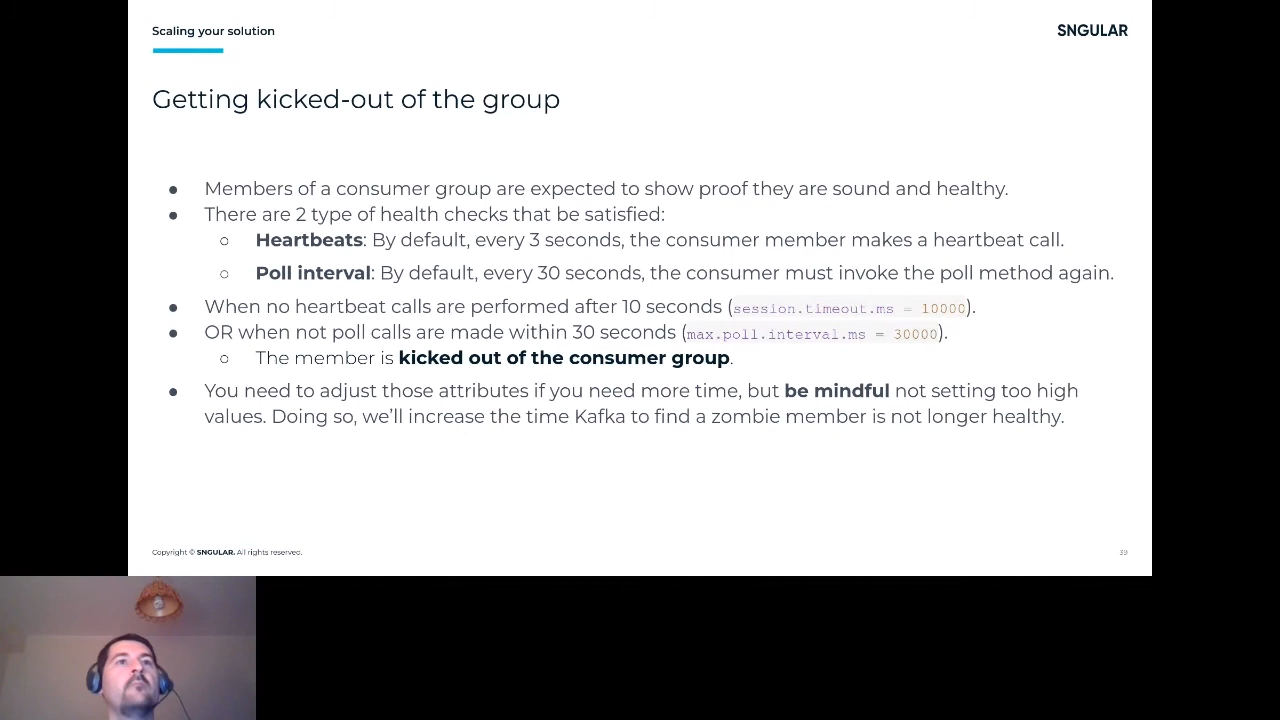 Scaling your solution
SNGULAR
Getting kicked-out of the group
● Members of a consumer group are expected to show proof they are sound and healthy.
● There are 2 type of health checks that be satisfied:
○ Heartbeats: By default, every 3 seconds, the consumer member makes a heartbeat call.
○ Poll interval: By default, every 30 seconds, the consumer must invoke the poll method again.
● When no heartbeat calls are performed after 10 seconds (session.timeout.ms = 10000).
● OR when not poll calls are made within 30 seconds (max.poll.interval.ms = 30000).
○ The member is kicked out of the consumer group.
● You need to adjust those attributes if you need more time, but be mindful not setting too high
values. Doing so, we’ll increase the time Kafka to find a zombie member is not longer healthy.
Copyright © SNGULAR. All rights reserved.
39